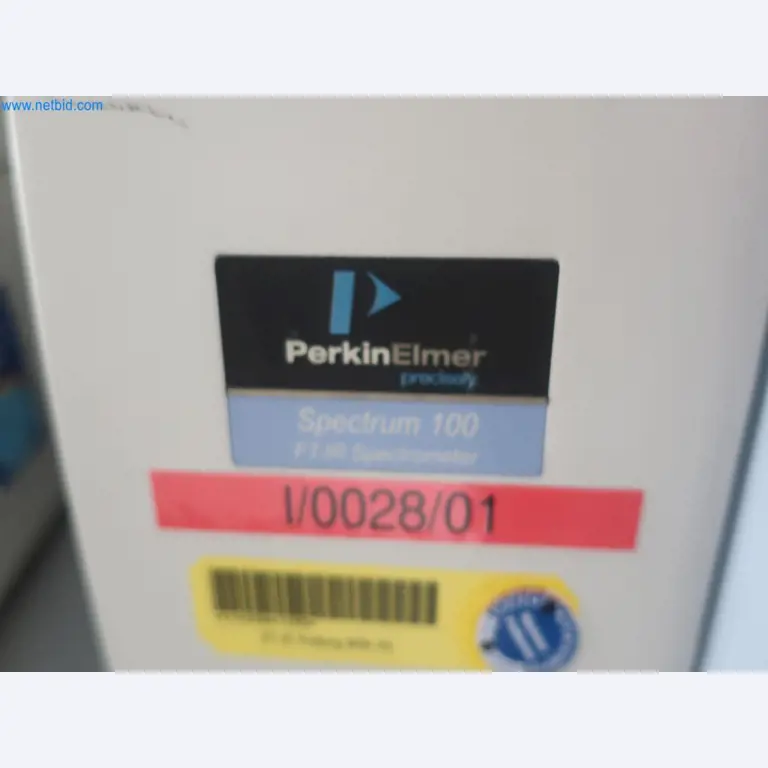 www.netbid.com
PerkinElmer
precisely.
Spectrum 100
FT-IR Spectrometer
I/0028/01